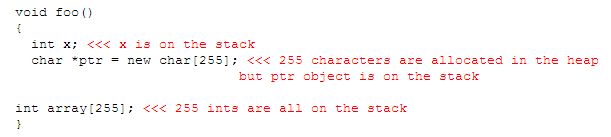 void foo()
{
int x; <<< x is on the stack
char *ptr = new char[255]; <<< 255 characters are allocated in the heap
but ptr object is on the stack
int array[255]; <<< 255 ints are all on the stack
}